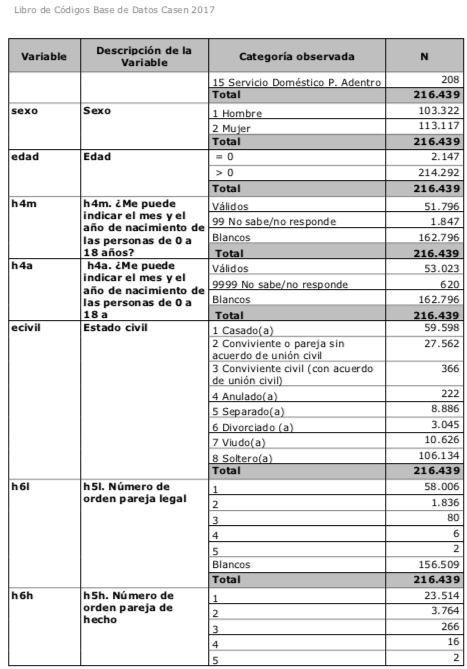 Libro de Códigos Base de Datos Casen 2017
Variable Descripción de la Variable Categoría observada N
15 Servicio Doméstico P. Adentro 208
Total 216.439
sexo Sexo 1 Hombre 103.322
2 Mujer 113.117
Total 216.439
edad Edad = 0 2.147
> 0 214.292
Total 216.439
h4m h4m. ¿Me puede Válidos 51.796
indicar el mes y el 99 No sabe/no responde 1.847
año de nacimiento de Blancos 162.796
las personas de 0 a
18 años? Total 216.439
h4a h4a. ¿Me puede Válidos 53.023
indicar el mes y el
año de nacimiento de 9999 No sabe/no responde 620
las personas de 0 a Blancos 162.796
18 a Total 216.439
ecivil Estado civil 1 Casado(a) 59.598
2 Conviviente o pareja sin 27.562
acuerdo de unión civil
3 Conviviente civil (con acuerdo 366
de unión civil)
4 Anulado(a) 222
5 Separado(a) 8.886
6 Divorciado (a) 3.045
7 Viudo(a) 10.626
8 Soltero(a) 106.134
Total 216.439
h6l h5l. Número de 1 58.006
orden pareja legal 2 1.836
3 80
4 6
5 2
Blancos 156.509
Total 216.439
h6h h5h. Número de 1 23.514
orden pareja de 2 3.764
hecho 3 266
4 16
5 2